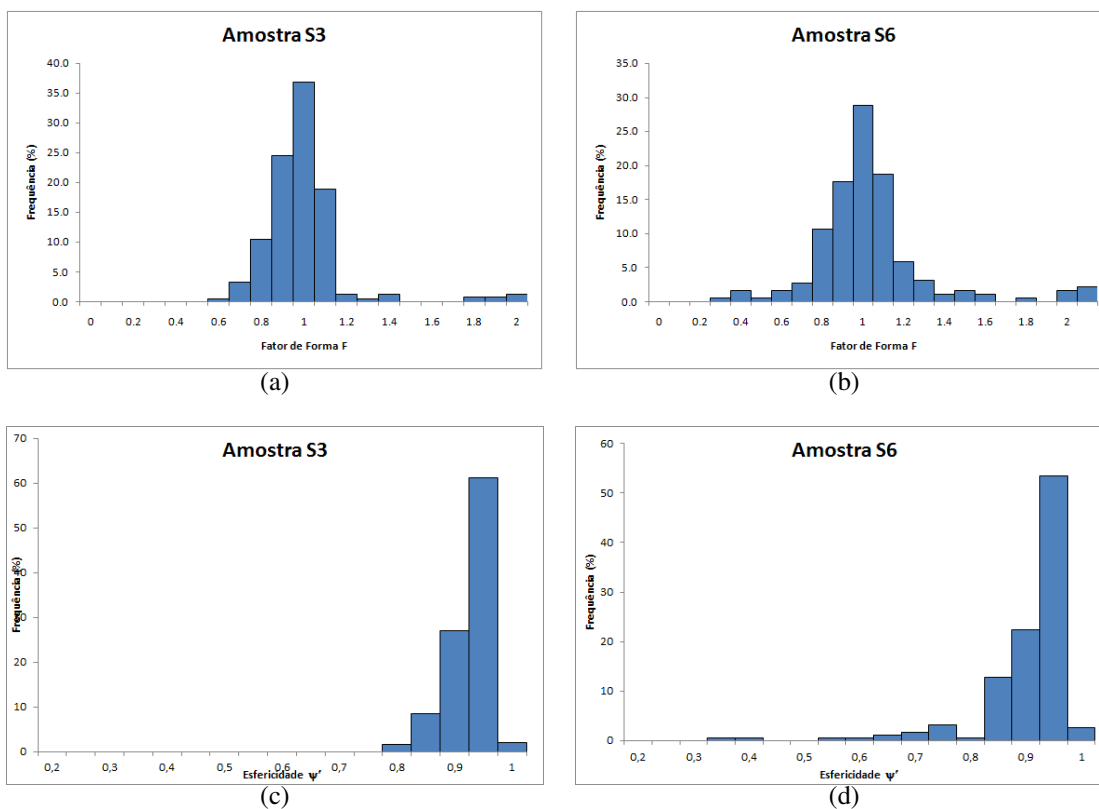 Amostra S3
40.0
35.0
30.0
25.0
20.0
15.0
10.0
5.0
0.0
Frequência (%)
0 0.2 0.4 0.6 0.8 1 1.2 1.4 1.6 1.8 2
Fator de Forma F
(a)
Amostra S6
35.0
30.0
25.0
20.0
15.0
10.0
5.0
0.0
Frequência (%)
0 0.2 0.4 0.6 0.8 1 1.2 1.4 1.6 1.8 2
Fator de Forma F
(b)
Amostra S3
70
60
50
40
30
20
10
0
Frequência (%)
0,2 0,3 0,4 0,5 0,6 0,7 0,8 0,9 1
Esfericidade ψ'
(c)
Amostra S6
60
50
40
30
20
10
0
Frequência (%)
0,2 0,3 0,4 0,5 0,6 0,7 0,8 0,9 1
Esfericidade ψ'
(d)